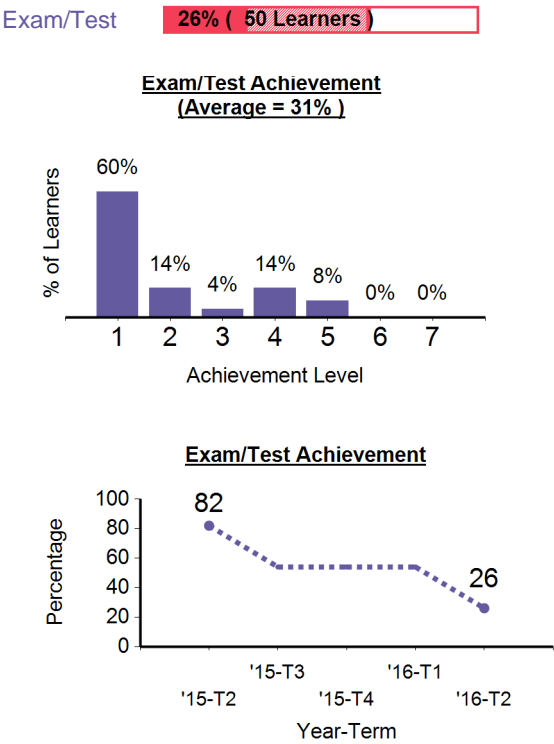 Exam/Test 26% ( 50 Learners )
Exam/Test Achievement
(Average = 31% )
% of Learners
60%
14%
4%
14%
8%
0%
0%
1 2 3 4 5 6 7
Achievement Level
Exam/Test Achievement
Percentage
100
80
60
40
20
0
82
26
'15-T3 '16-T1
'15-T2 '15-T4 '16-T2
Year-Term